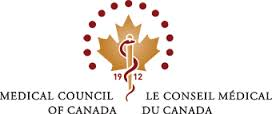 19 12
MEDICAL COUNCIL LE CONSEIL MÉDICAL
OF CANADA DU CANADA